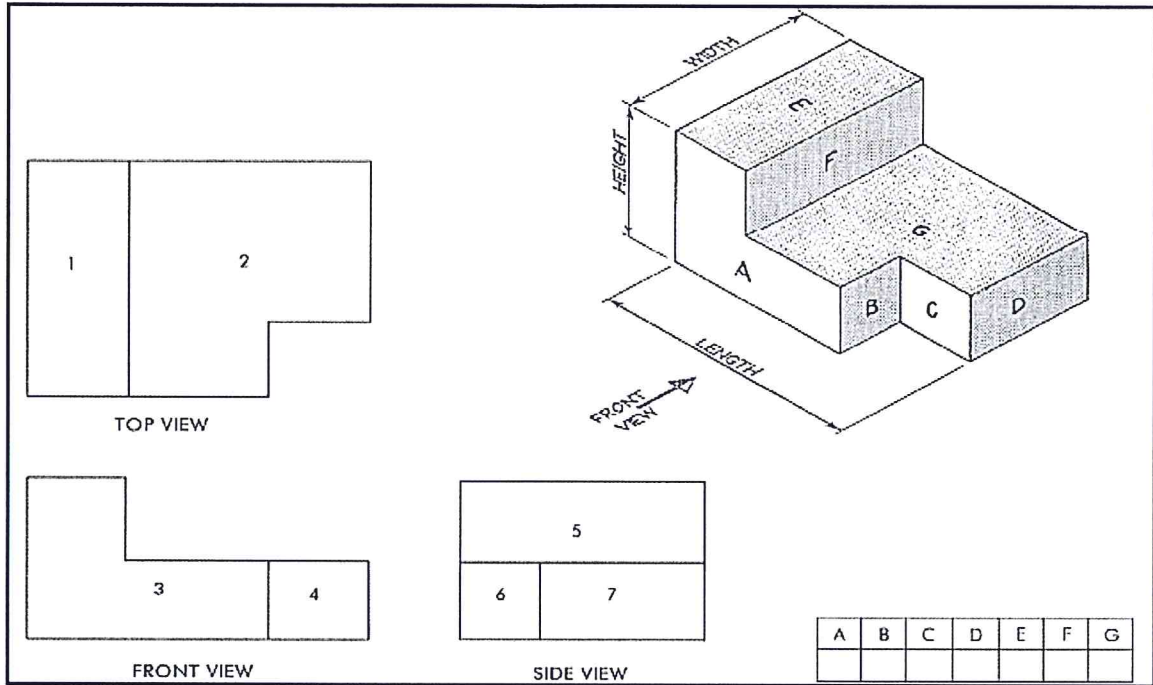 WIDTH
E
HEIGHT
F
1
2
G
A
B
C
D
LENGTH
FRONT
VIEW
TOP VIEW
5
3
4
6
7
FRONT VIEW
SIDE VIEW
A B C D E F G